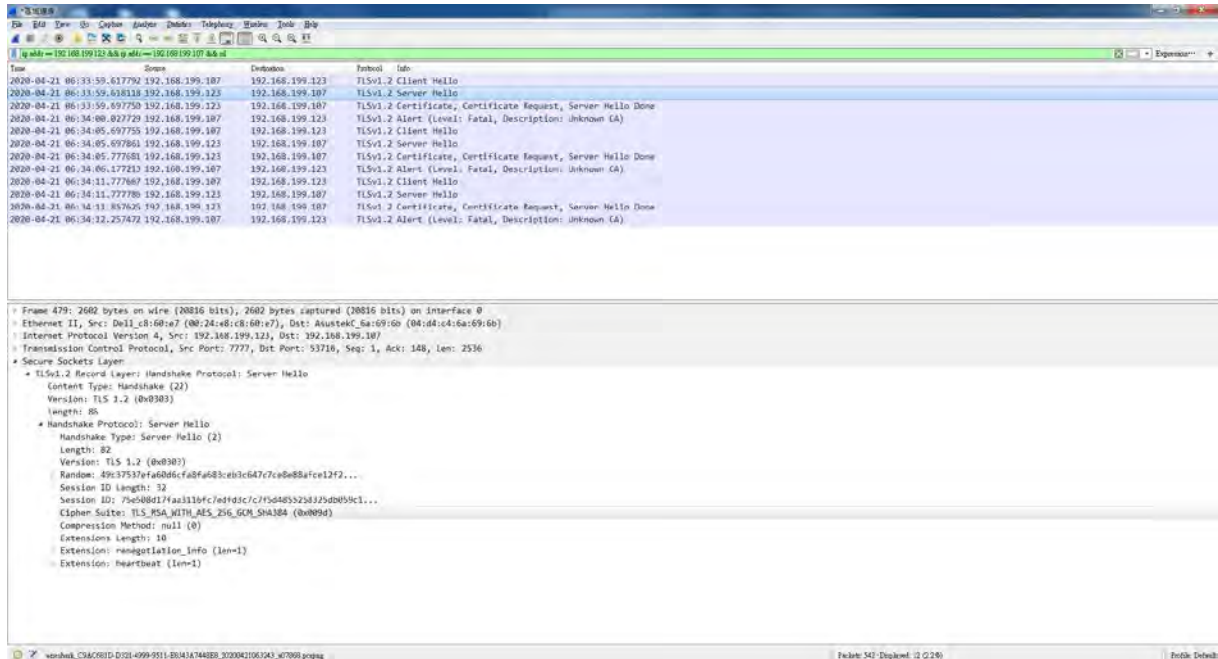 *區域連線
File Edit View Go Capture Analyze Statistics Telephony Wireless Tools Help
ip.addr == 192.168.199.123 && ip.addr == 192.168.199.107 && ssl
Expression… +
Time Source Destination Protocol Info
2020-04-21 06:33:59.617792 192.168.199.107 192.168.199.123 TLSv1.2 Client Hello
2020-04-21 06:33:59.618118 192.168.199.123 192.168.199.107 TLSv1.2 Server Hello
2020-04-21 06:33:59.697750 192.168.199.123 192.168.199.107 TLSv1.2 Certificate, Certificate Request, Server Hello Done
2020-04-21 06:34:00.027729 192.168.199.107 192.168.199.123 TLSv1.2 Alert (Level: Fatal, Description: Unknown CA)
2020-04-21 06:34:05.697755 192.168.199.107 192.168.199.123 TLSv1.2 Client Hello
2020-04-21 06:34:05.697861 192.168.199.123 192.168.199.107 TLSv1.2 Server Hello
2020-04-21 06:34:05.777681 192.168.199.123 192.168.199.107 TLSv1.2 Certificate, Certificate Request, Server Hello Done
2020-04-21 06:34:06.177213 192.168.199.107 192.168.199.123 TLSv1.2 Alert (Level: Fatal, Description: Unknown CA)
2020-04-21 06:34:11.777607 192.168.199.107 192.168.199.123 TLSv1.2 Client Hello
2020-04-21 06:34:11.777786 192.168.199.123 192.168.199.107 TLSv1.2 Server Hello
2020-04-21 06:34:11.857625 192.168.199.123 192.168.199.107 TLSv1.2 Certificate, Certificate Request, Server Hello Done
2020-04-21 06:34:12.257472 192.168.199.107 192.168.199.123 TLSv1.2 Alert (Level: Fatal, Description: Unknown CA)
Frame 479: 2602 bytes on wire (20816 bits), 2602 bytes captured (20816 bits) on interface 0
Ethernet II, Src: Dell_c8:60:e7 (00:24:e8:c8:60:e7), Dst: AsustekC_6a:69:6b (04:d4:c4:6a:69:6b)
Internet Protocol Version 4, Src: 192.168.199.123, Dst: 192.168.199.107
Transmission Control Protocol, Src Port: 7777, Dst Port: 53716, Seq: 1, Ack: 148, Len: 2536
Secure Sockets Layer
TLSv1.2 Record Layer: Handshake Protocol: Server Hello
Content Type: Handshake (22)
Version: TLS 1.2 (0x0303)
Length: 86
Handshake Protocol: Server Hello
Handshake Type: Server Hello (2)
Length: 82
Version: TLS 1.2 (0x0303)
Random: 49c37537efa60d6cfa8fa683ceb3c647c7ce8e88afce12f2...
Session ID Length: 32
Session ID: 75e508d17faa311bfc7edfd3c7c7f5d4855258325db059c1...
Cipher Suite: TLS_RSA_WITH_AES_256_GCM_SHA384 (0x009d)
Compression Method: null (0)
Extensions Length: 10
Extension: renegotiation_info (len=1)
Extension: heartbeat (len=1)
Packets: 542 · Displayed: 12 (2.2%)
Profile: Default